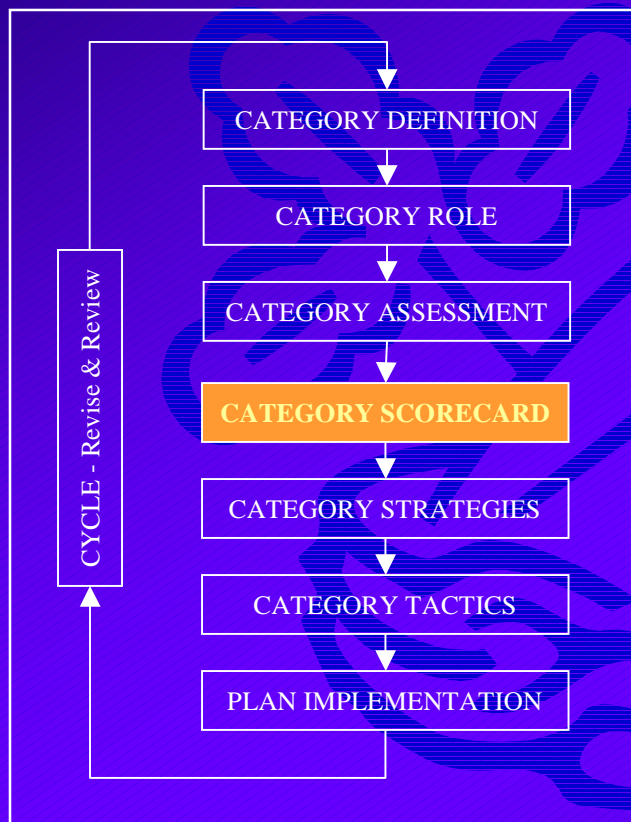 CATEGORY DEFINITION
CATEGORY ROLE
CATEGORY ASSESSMENT
CATEGORY SCORECARD
CATEGORY STRATEGIES
CATEGORY TACTICS
PLAN IMPLEMENTATION
CYCLE - Revise & Review